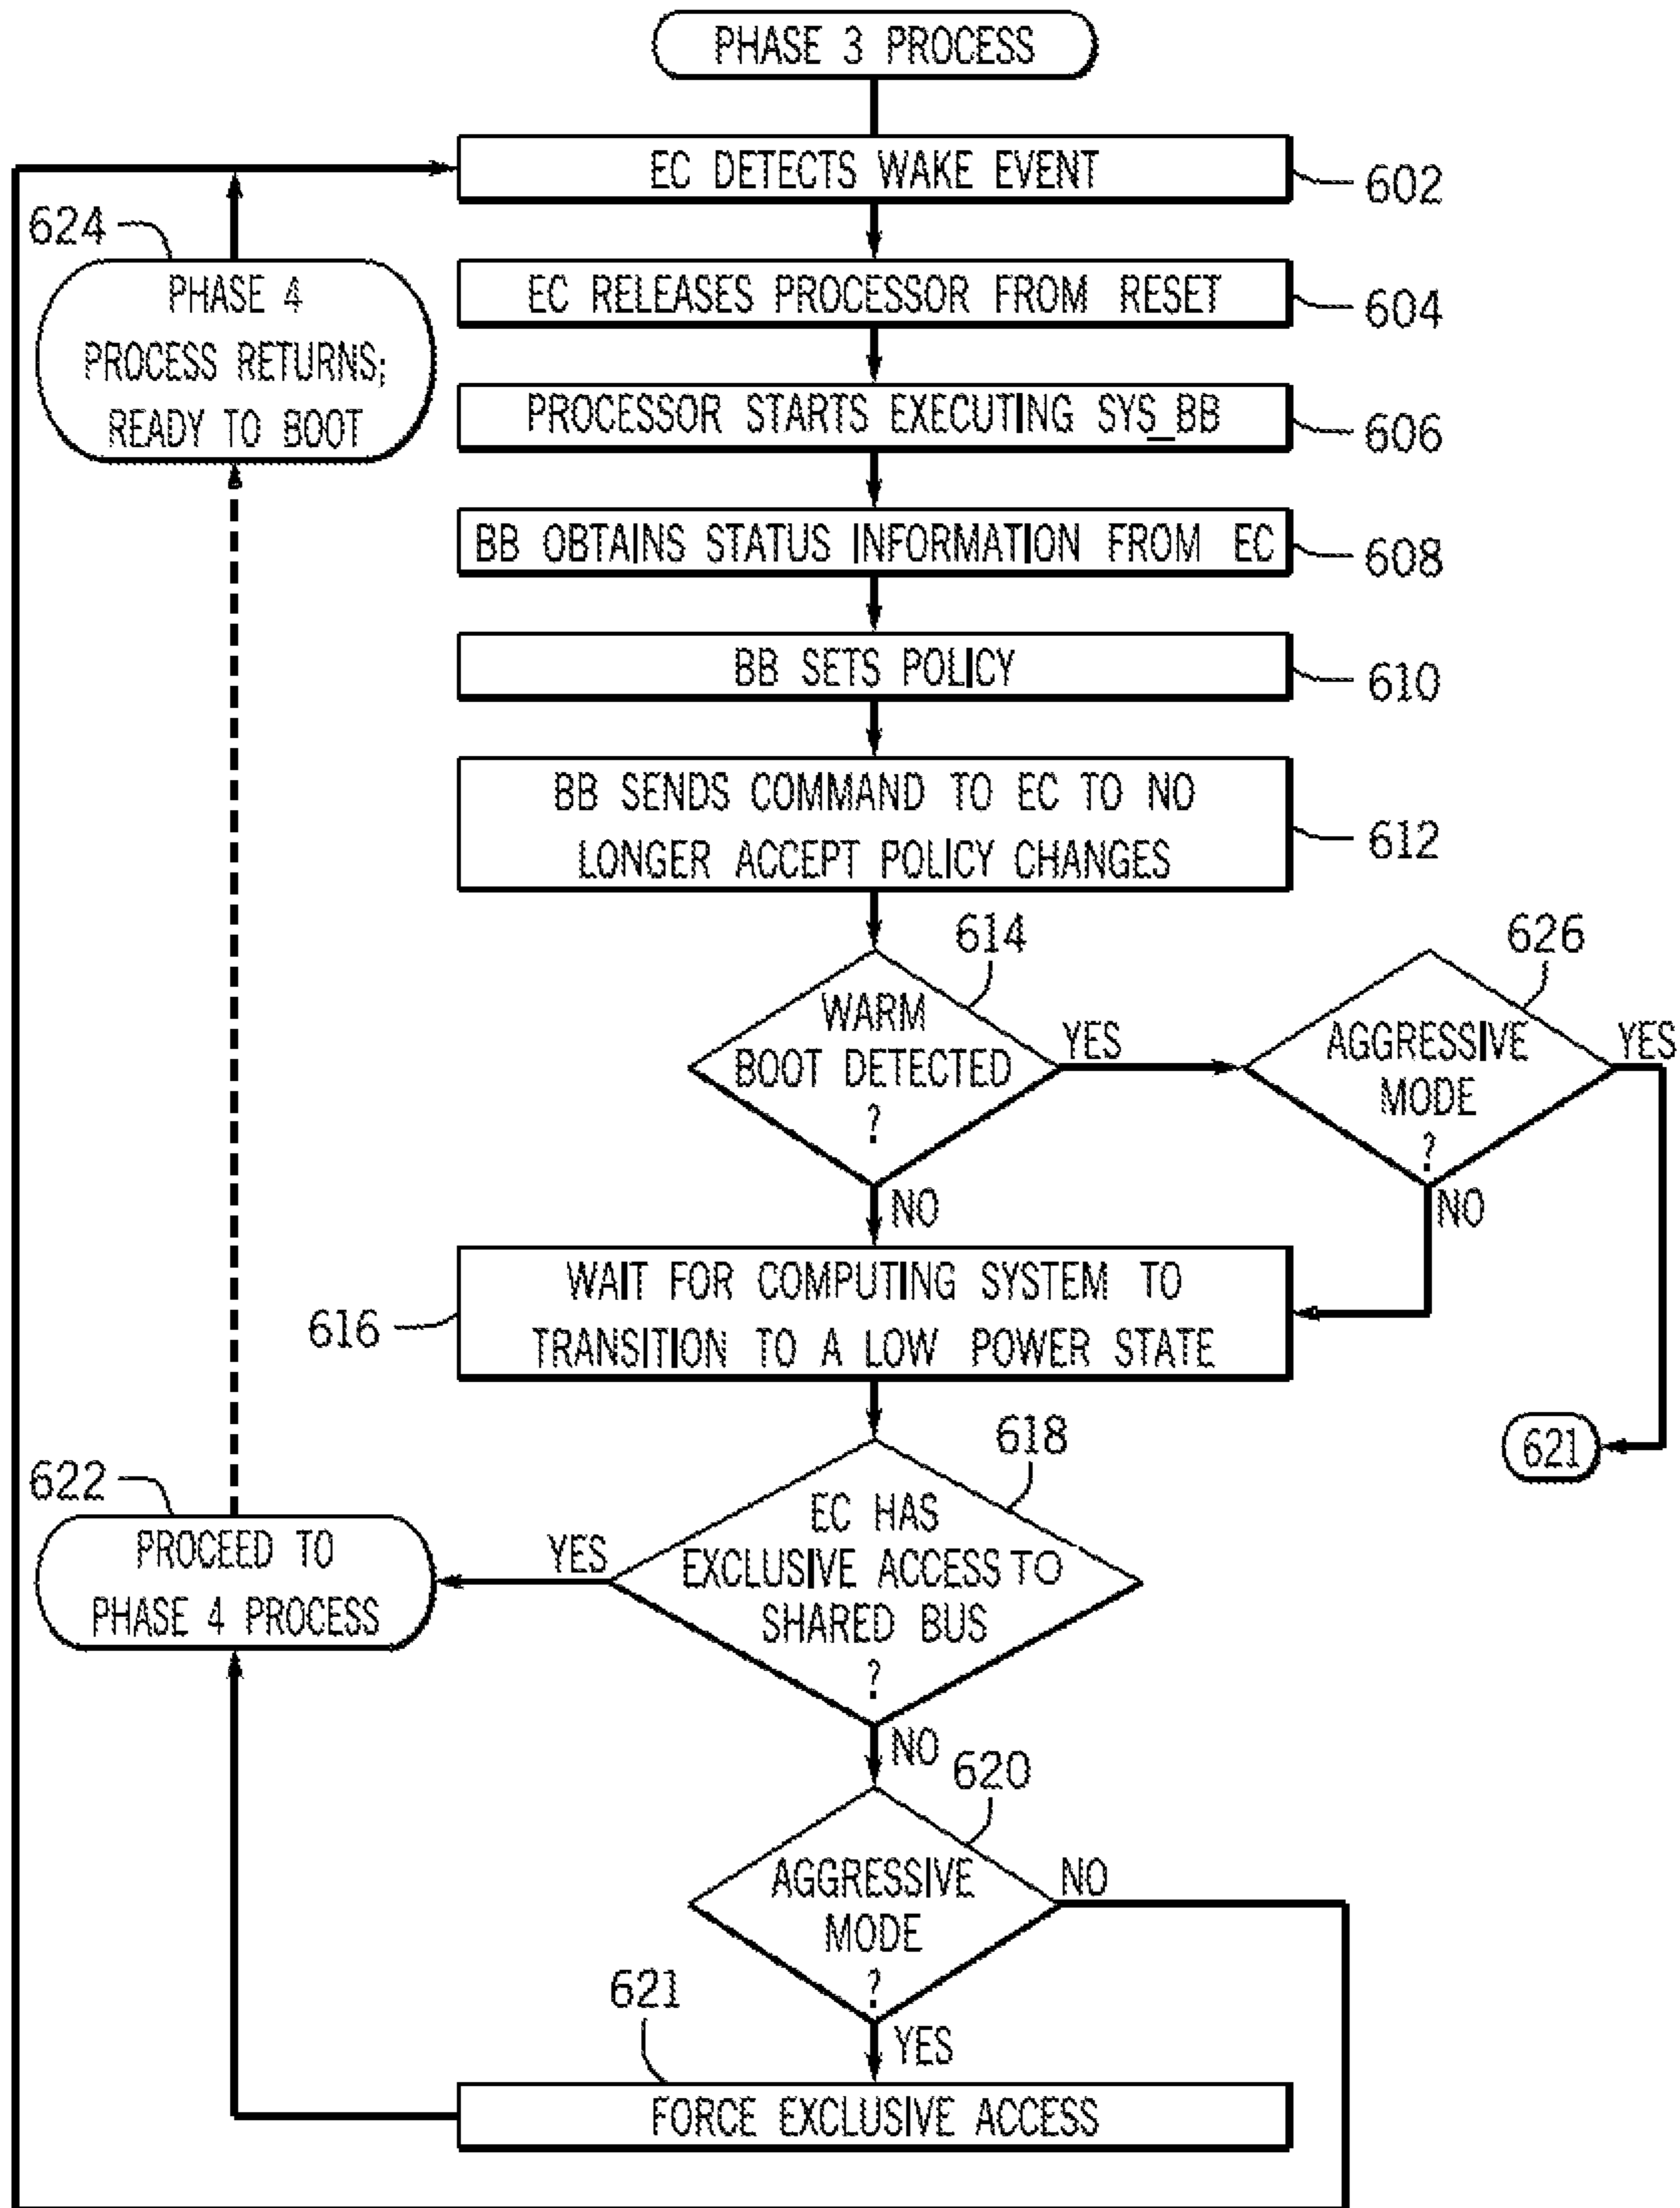 PHASE 3 PROCESS
EC DETECTS WAKE EVENT
602
624
PHASE 4
PROCESS RETURNS;
READY TO BOOT
EC RELEASES PROCESSOR FROM RESET
604
PROCESSOR STARTS EXECUTING SYS_BB
606
BB OBTAINS STATUS INFORMATION FROM EC
608
BB SETS POLICY
610
BB SENDS COMMAND TO EC TO NO
LONGER ACCEPT POLICY CHANGES
612
614
WARM
BOOT DETECTED
?
YES
NO
626
AGGRESSIVE
MODE
?
YES
NO
616
WAIT FOR COMPUTING SYSTEM TO
TRANSITION TO A LOW POWER STATE
621
618
EC HAS
EXCLUSIVE ACCESS TO
SHARED BUS
?
YES
NO
622
PROCEED TO
PHASE 4 PROCESS
620
AGGRESSIVE
MODE
?
NO
YES
621
FORCE EXCLUSIVE ACCESS